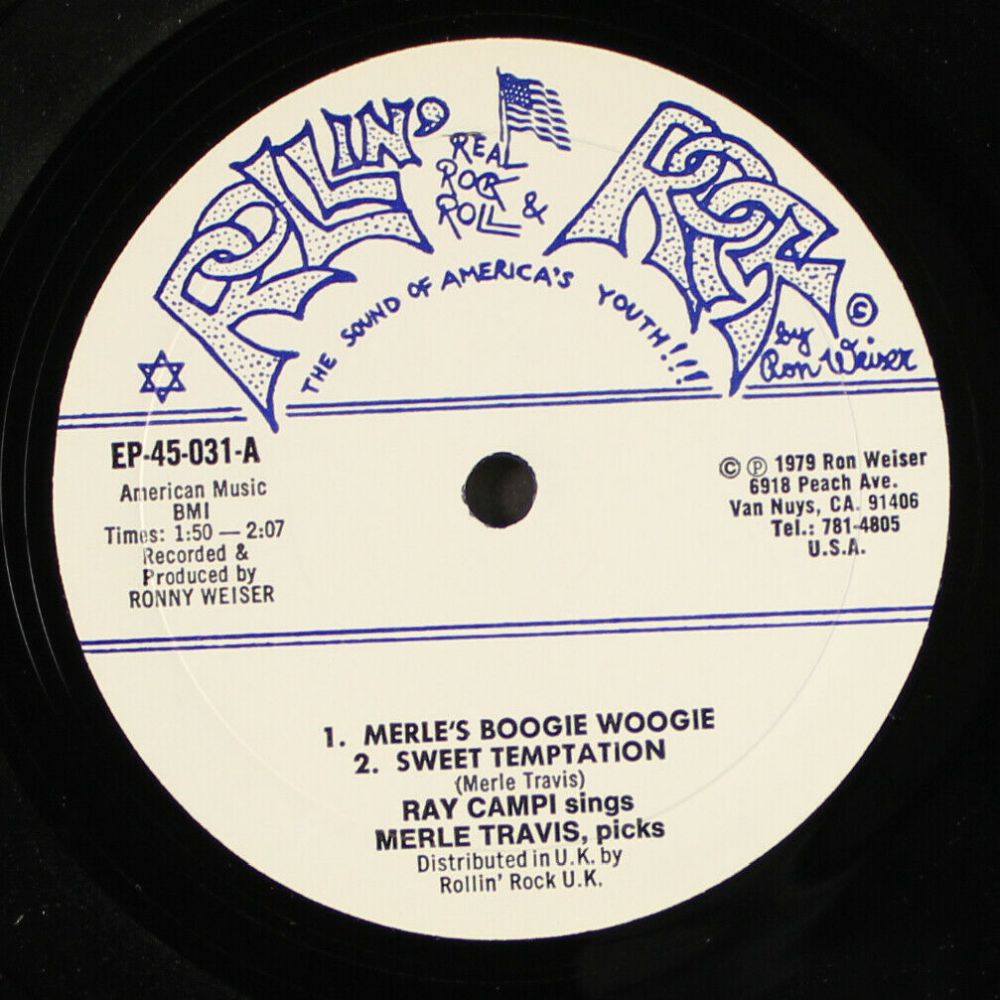 ROLLIN' ROCK ©
REAL
ROCK &
ROLL
THE SOUND OF AMERICA'S YOUTH!!!
by
Ron Weiser
EP-45-031-A
American Music
BMI
Times: 1:50 — 2:07
Recorded &
Produced by
RONNY WEISER
© ℗ 1979 Ron Weiser
6918 Peach Ave.
Van Nuys, CA. 91406
Tel.: 781-4805
U.S.A.
1. MERLE'S BOOGIE WOOGIE
2. SWEET TEMPTATION
(Merle Travis)
RAY CAMPI sings
MERLE TRAVIS, picks
Distributed in U.K. by
Rollin' Rock U.K.